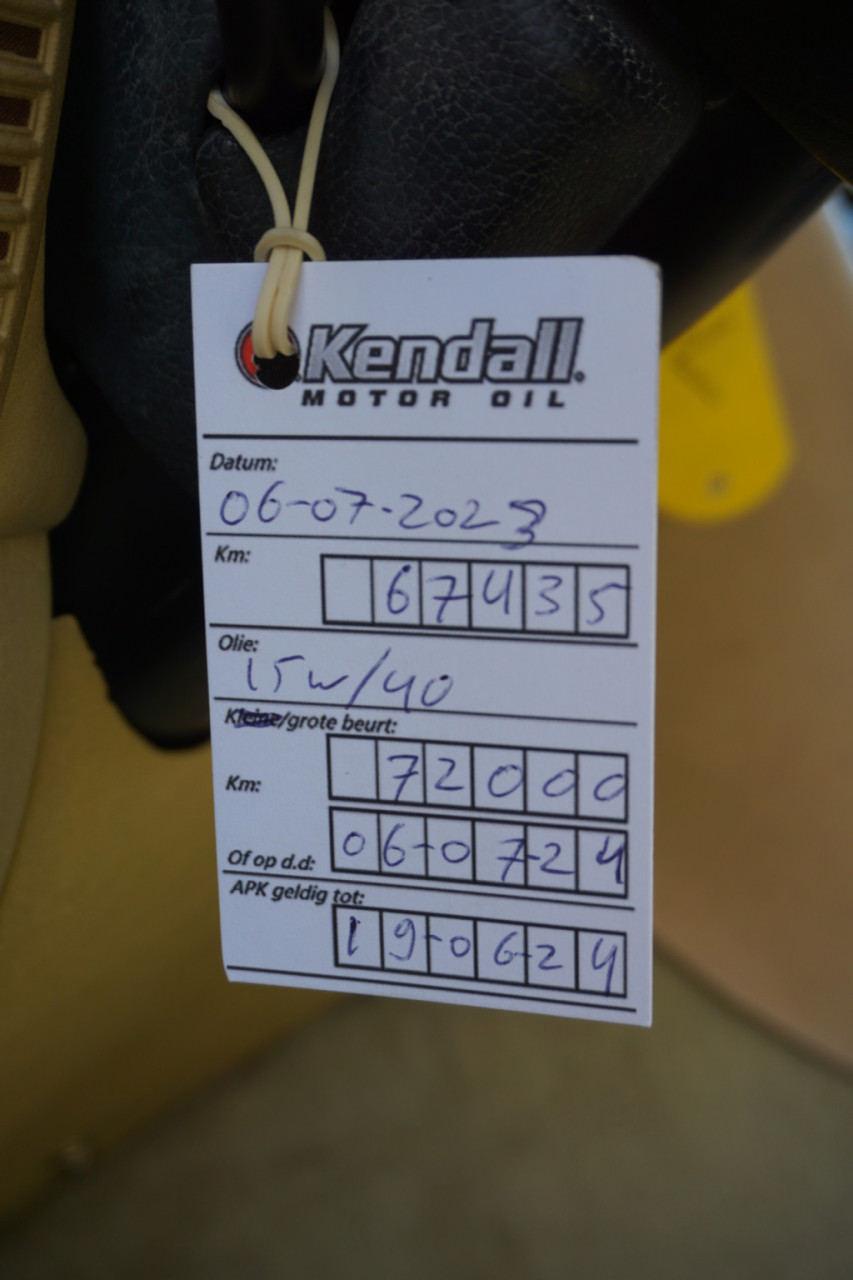 Kendall®
MOTOR OIL
Datum:
06-07-2023
Km:
67435
Olie:
15w/40
Kleine/grote beurt:
Km: 72000
Of op d.d: 06-07-24
APK geldig tot:
19-06-24